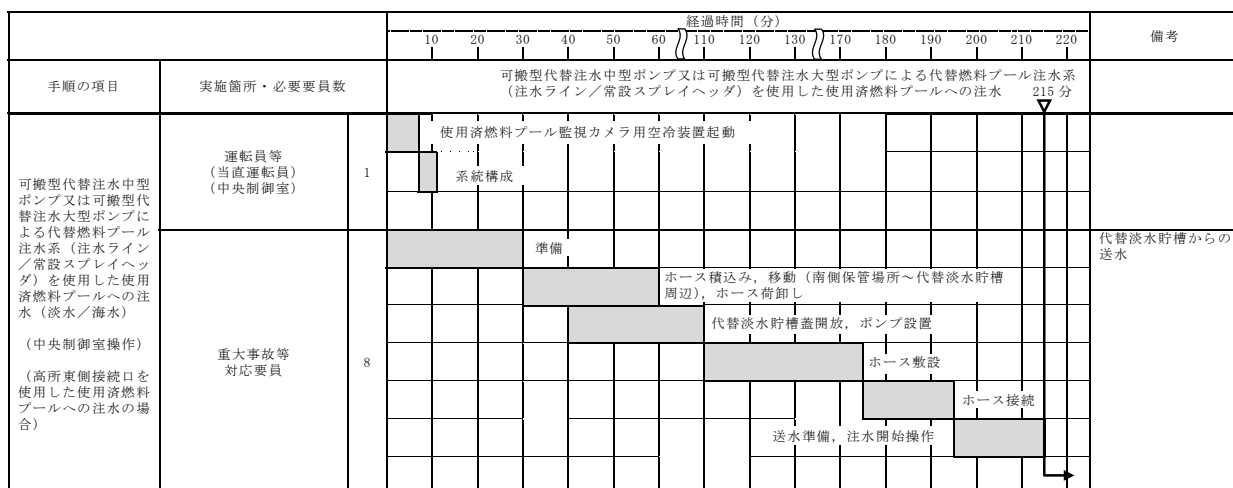 経過時間（分）
10 20 30 40 50 60 110 120 130 170 180 190 200 210 220
備考
手順の項目
実施箇所・必要要員数
可搬型代替注水中型ポンプ又は可搬型代替注水大型ポンプによる代替燃料プール注水系
（注水ライン／常設スプレイヘッダ）を使用した使用済燃料プールへの注水 215 分
可搬型代替注水中型
ポンプ又は可搬型代
替注水大型ポンプに
よる代替燃料プール
注水系（注水ライン
／常設スプレイヘッ
ダ）を使用した使用
済燃料プールへの注
水（淡水／海水）
（中央制御室操作）
（高所東側接続口を
使用した使用済燃料
プールへの注水の場
合）
運転員等
（当直運転員）
（中央制御室）
1
使用済燃料プール監視カメラ用空冷装置起動
系統構成
重大事故等
対応要員
8
準備
ホース積込み，移動（南側保管場所～代替淡水貯槽
周辺），ホース荷卸し
代替淡水貯槽蓋開放，ポンプ設置
ホース敷設
ホース接続
送水準備，注水開始操作
代替淡水貯槽からの
送水